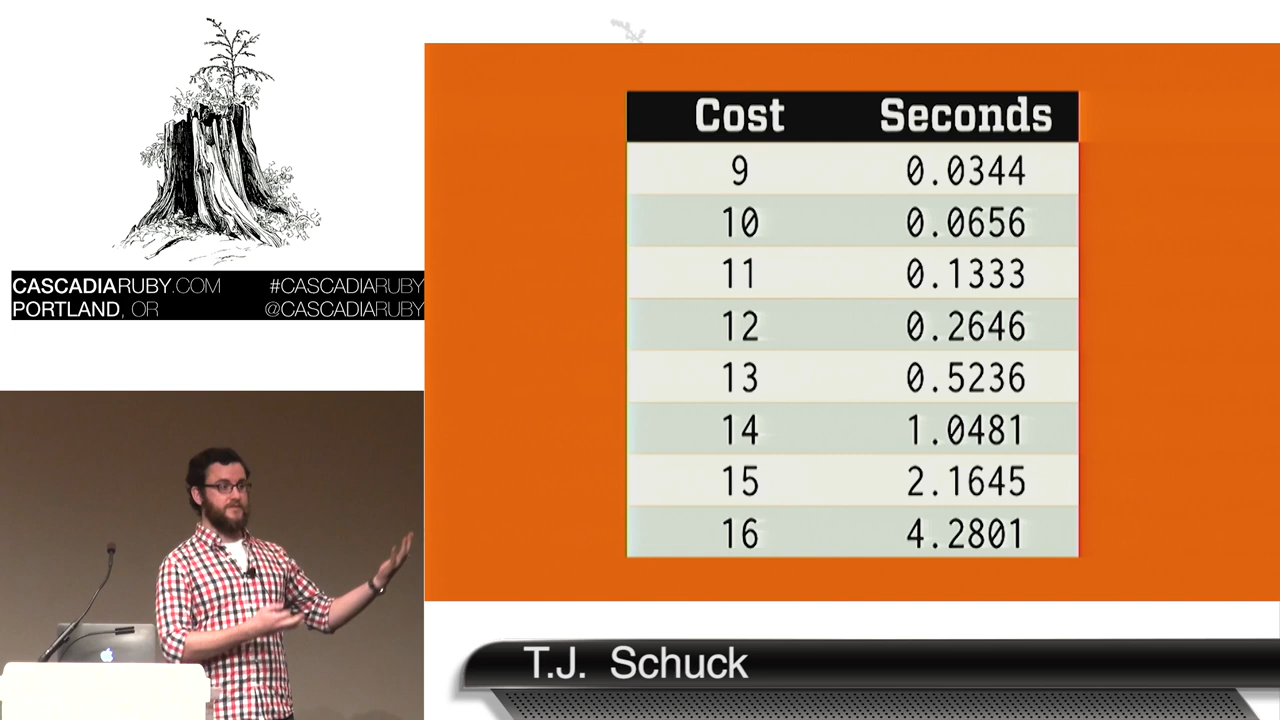 CASCADIARUBY.COM #CASCADIARUBY
PORTLAND, OR @CASCADIARUBY
Cost Seconds
9 0.0344
10 0.0656
11 0.1333
12 0.2646
13 0.5236
14 1.0481
15 2.1645
16 4.2801
T.J. Schuck